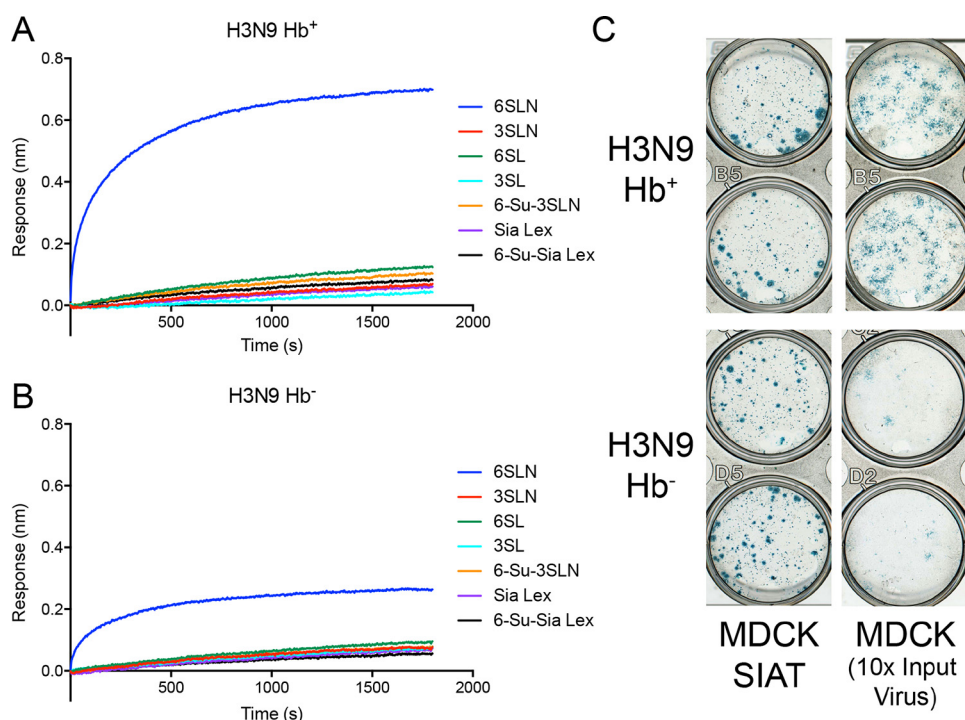 A
H3N9 Hb+
Response (nm)
0.8
0.6
0.4
0.2
0.0
500
1000
1500
2000
Time (s)
6SLN
3SLN
6SL
3SL
6-Su-3SLN
Sia Lex
6-Su-Sia Lex
B
H3N9 Hb-
Response (nm)
0.8
0.6
0.4
0.2
0.0
500
1000
1500
2000
Time (s)
6SLN
3SLN
6SL
3SL
6-Su-3SLN
Sia Lex
6-Su-Sia Lex
C
H3N9
Hb+
B5
B5
H3N9
Hb-
D5
D2
MDCK
SIAT
MDCK
(10x Input
Virus)